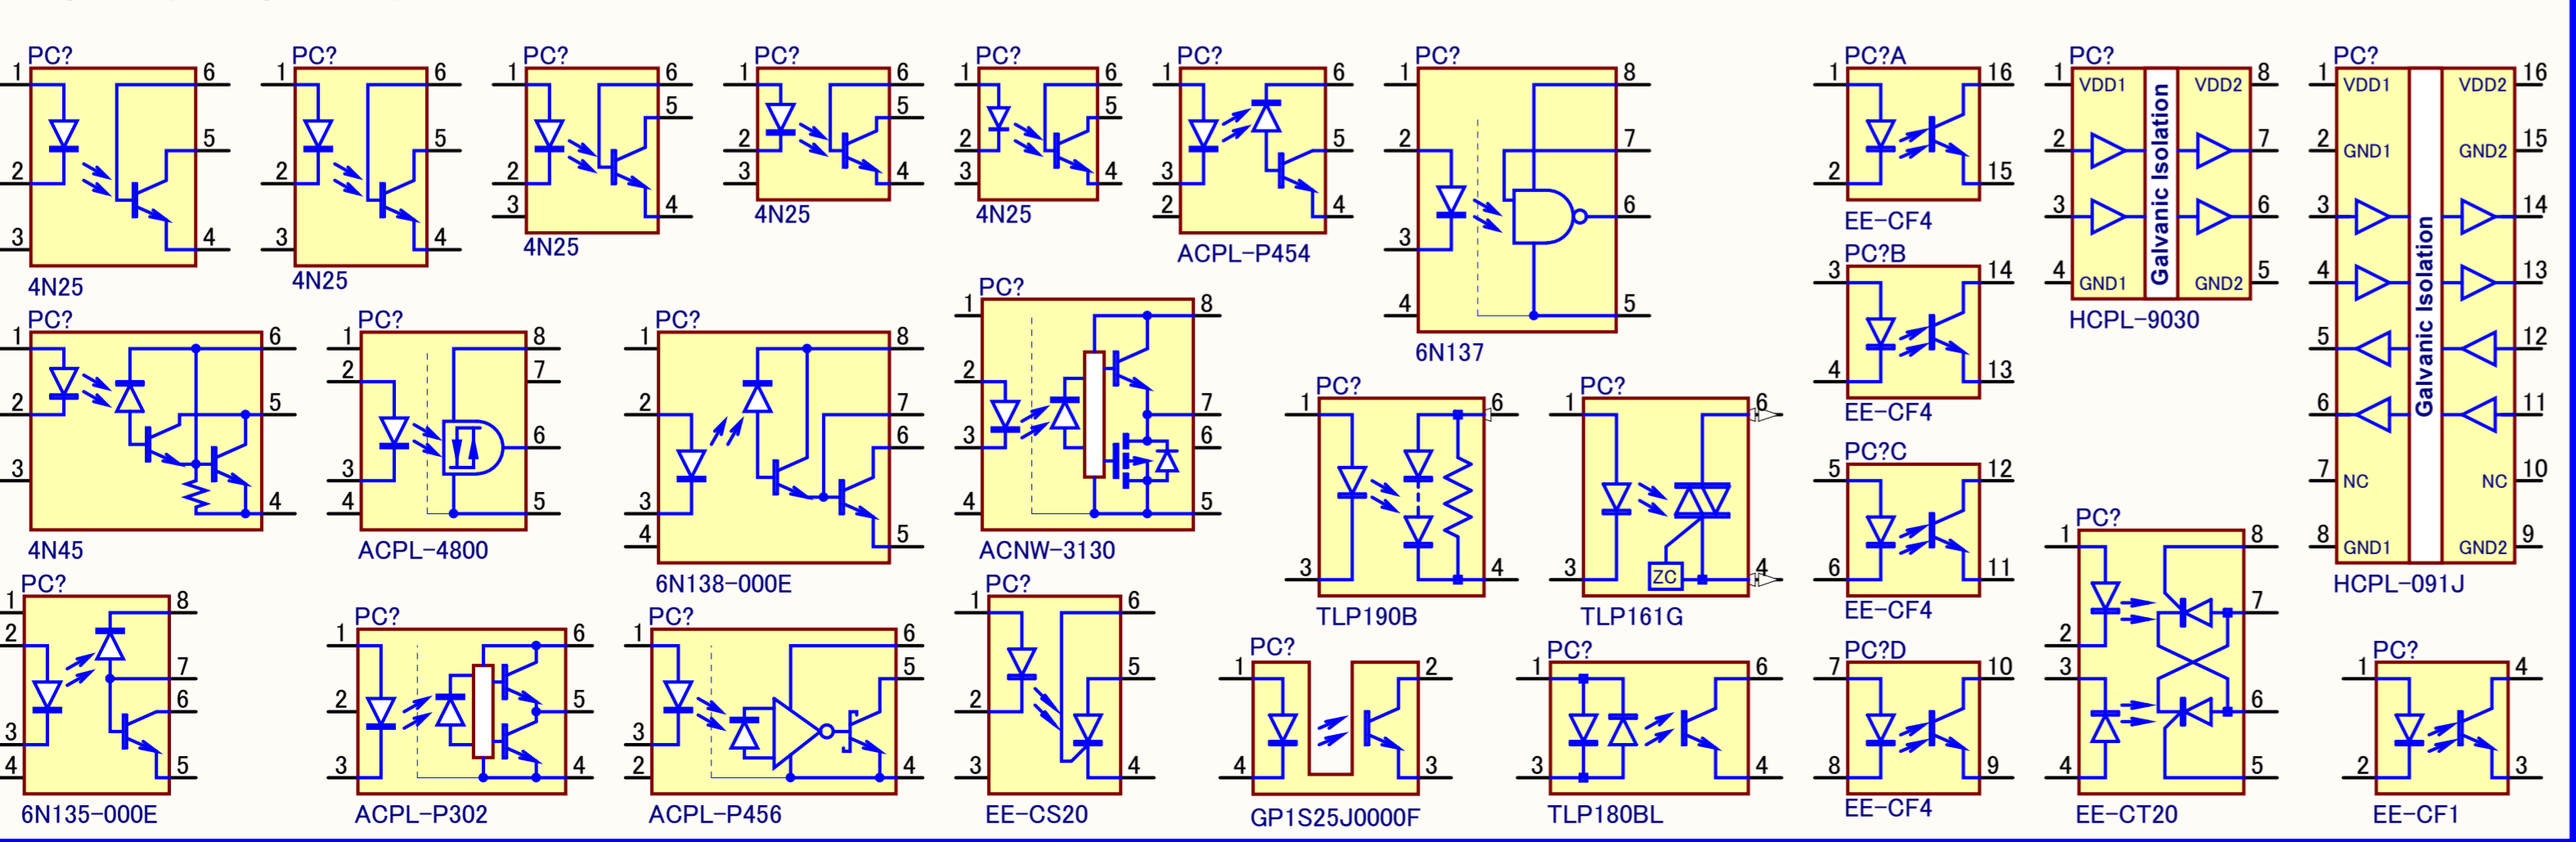 PC?
1
2
3
6
5
4
4N25
PC?
1
2
3
6
5
4
4N25
PC?
1
2
3
6
5
4
4N25
PC?
1
2
3
6
5
4
4N25
PC?
1
2
3
6
5
4
4N25
PC?
1
3
2
6
5
4
ACPL-P454
PC?
1
2
3
4
8
7
6
5
6N137
PC?A
1
2
16
15
EE-CF4
PC?
1 VDD1
2
3
4 GND1
Galvanic Isolation
VDD2 8
7
6
GND2 5
HCPL-9030
PC?
1 VDD1
2 GND1
3
4
5
6
7 NC
8 GND1
Galvanic Isolation
VDD2 16
GND2 15
14
13
12
11
NC 10
GND2 9
HCPL-091J
PC?B
3
4
14
13
EE-CF4
PC?
1
2
3
6
5
4
4N45
PC?
1
2
3
4
8
7
6
5
ACPL-4800
PC?
2
3
4
8
7
6
5
6N138-000E
PC?
1
2
3
4
8
7
6
5
ACNW-3130
PC?
1
3
6
4
TLP190B
PC?
1
3
6
4
ZC
TLP161G
PC?C
5
6
12
11
EE-CF4
PC?
1
2
3
4
8
7
6
5
EE-CT20
PC?
1
2
3
4
8
7
6
5
6N135-000E
PC?
1
2
3
6
5
4
ACPL-P302
PC?
1
3
2
6
5
4
ACPL-P456
PC?
1
2
3
6
5
4
EE-CS20
PC?
1
4
2
3
GP1S25J0000F
PC?
1
3
6
4
TLP180BL
PC?D
7
8
10
9
EE-CF4
PC?
1
2
4
3
EE-CF1